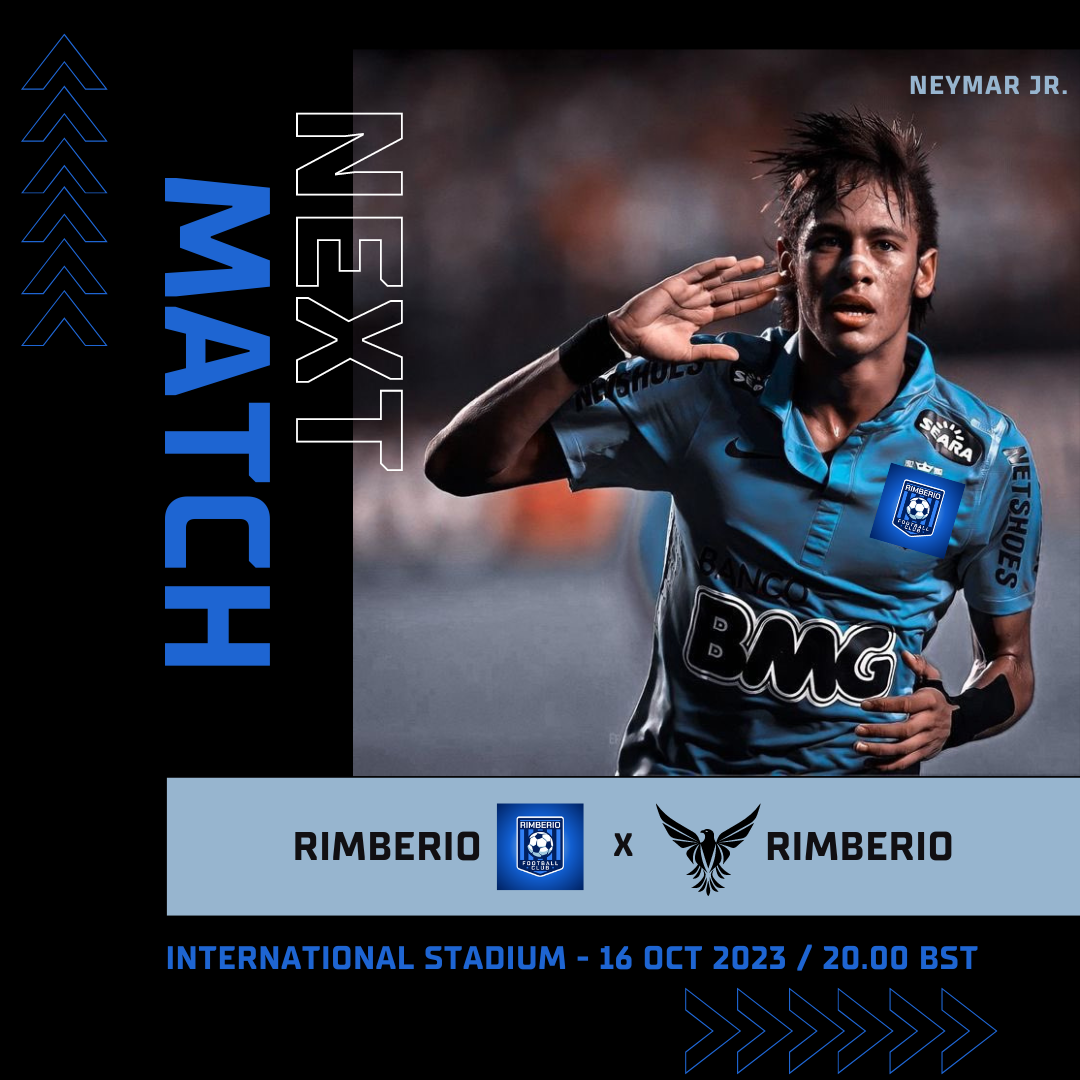 NEYMAR JR.
NEXT
MATCH
NETSHOES
SEARA
NETSHOES
RIMBERIO
FOOTBALL
CLUB
BANCO
BMG
RIMBERIO
RIMBERIO
FOOTBALL
CLUB
X
RIMBERIO
INTERNATIONAL STADIUM - 16 OCT 2023 / 20.00 BST